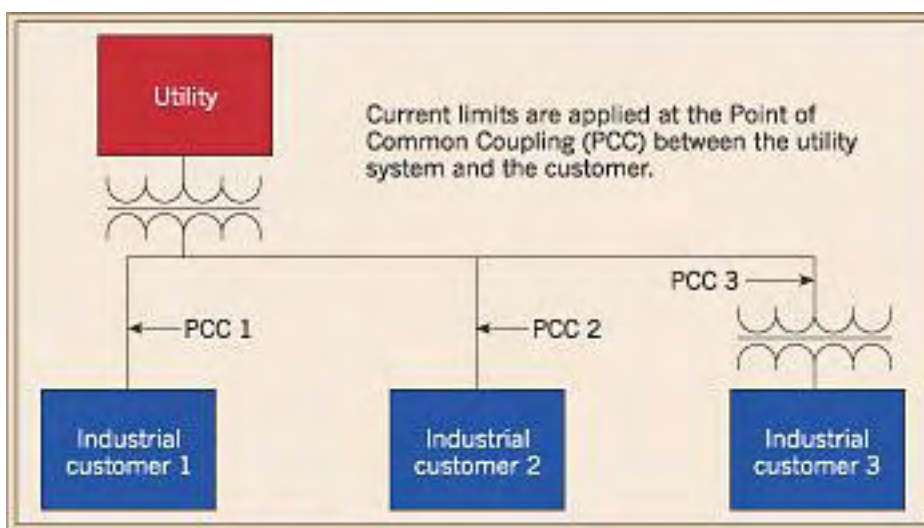 Utility
Current limits are applied at the Point of
Common Coupling (PCC) between the utility
system and the customer.
PCC 3
PCC 1
PCC 2
Industrial
customer 1
Industrial
customer 2
Industrial
customer 3